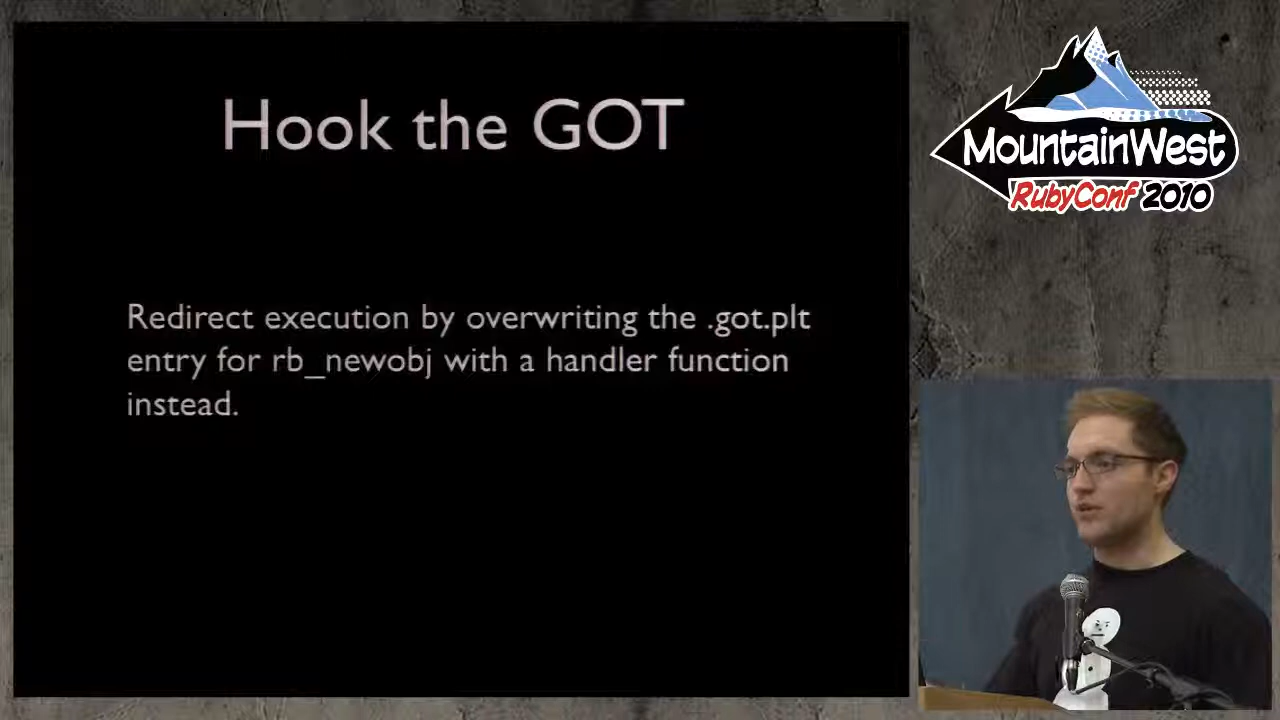 Hook the GOT
Redirect execution by overwriting the .got.plt
entry for rb_newobj with a handler function
instead.
MountainWest
RubyConf 2010